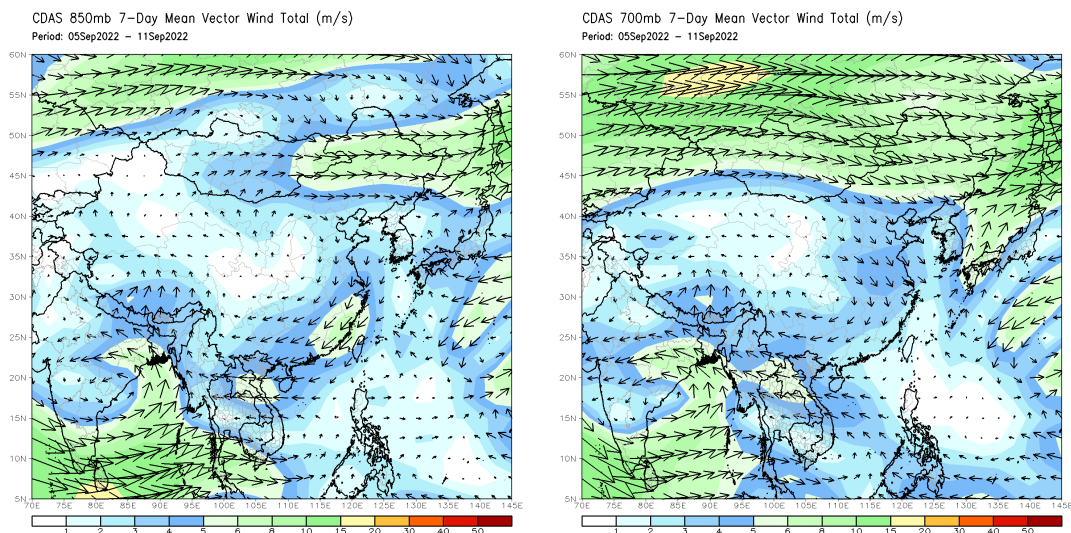 CDAS 850mb 7-Day Mean Vector Wind Total (m/s)
Period: 05Sep2022 - 11Sep2022
60N
55N
50N
45N
40N
35N
30N
25N
20N
15N
10N
5N
70E 75E 80E 85E 90E 95E 100E 105E 110E 115E 120E 125E 130E 135E 140E 145E
1 2 3 4 5 6 8 10 15 20 30 40 50
CDAS 700mb 7-Day Mean Vector Wind Total (m/s)
Period: 05Sep2022 - 11Sep2022
60N
55N
50N
45N
40N
35N
30N
25N
20N
15N
10N
5N
70E 75E 80E 85E 90E 95E 100E 105E 110E 115E 120E 125E 130E 135E 140E 145E
1 2 3 4 5 6 8 10 15 20 30 40 50